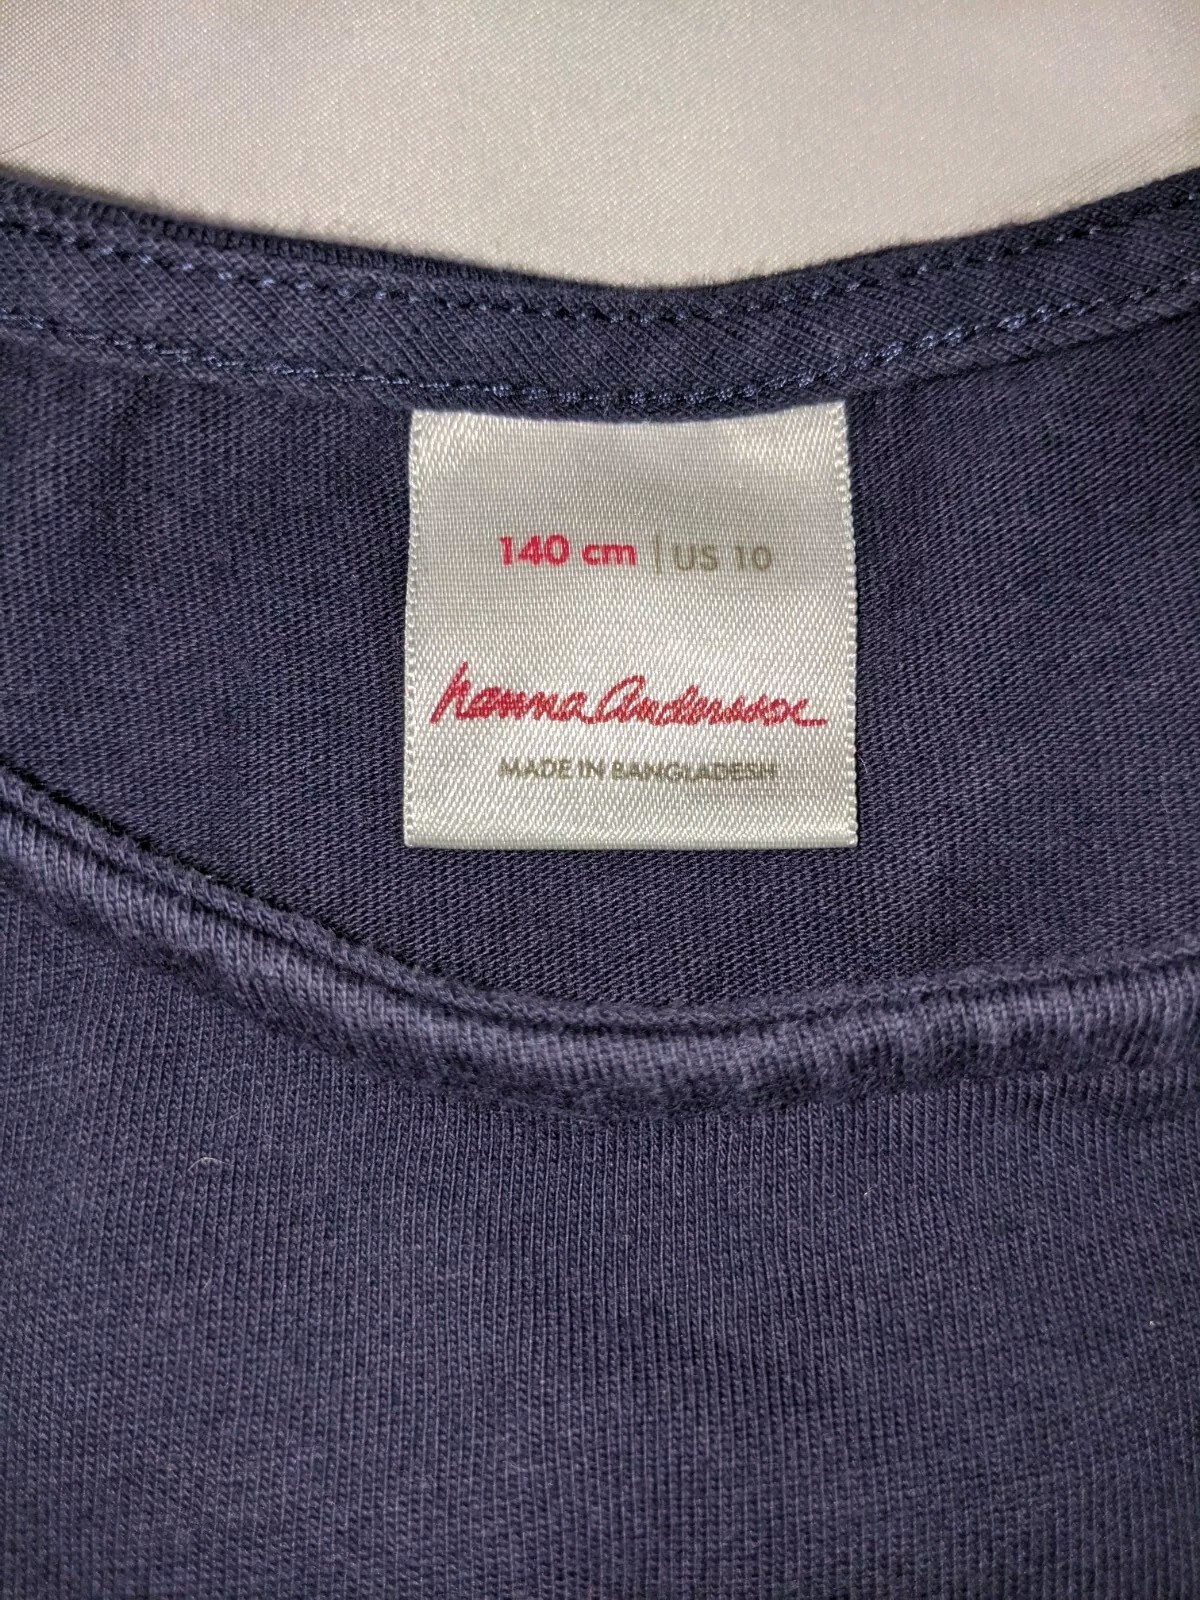 140 cm | US 10
hanna Andersson
MADE IN BANGLADESH